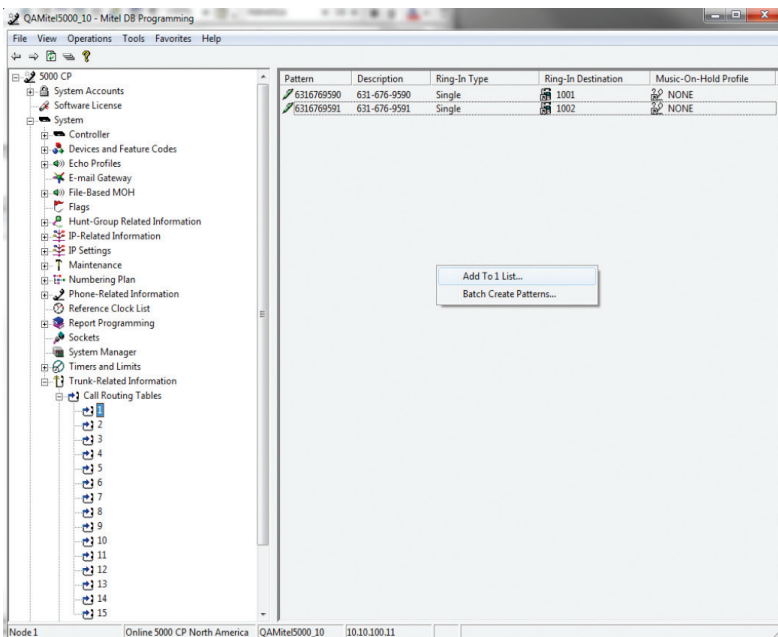 QAMitel5000_10 - Mitel DB Programming
File View Operations Tools Favorites Help
5000 CP
System Accounts
Software License
System
Controller
Devices and Feature Codes
Echo Profiles
E-mail Gateway
File-Based MOH
Flags
Hunt-Group Related Information
IP-Related Information
IP Settings
Maintenance
Numbering Plan
Phone-Related Information
Reference Clock List
Report Programming
Sockets
System Manager
Timers and Limits
Trunk-Related Information
Call Routing Tables
1
2
3
4
5
6
7
8
9
10
11
12
13
14
15
Pattern Description Ring-In Type Ring-In Destination Music-On-Hold Profile
6316769590 631-676-9590 Single 1001 NONE
6316769591 631-676-9591 Single 1002 NONE
Add To 1 List...
Batch Create Patterns...
Node 1 Online 5000 CP North America QAMitel5000_10 10.10.100.11